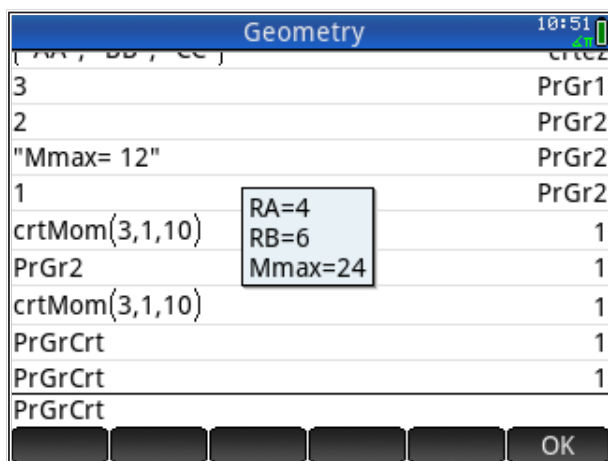 Geometry 10:51
∡π
3 PrGr1
2 PrGr2
"Mmax= 12" PrGr2
1 PrGr2
crtMom(3,1,10) 1
PrGr2 1
crtMom(3,1,10) 1
PrGrCrt 1
PrGrCrt 1
PrGrCrt
RA=4
RB=6
Mmax=24
OK